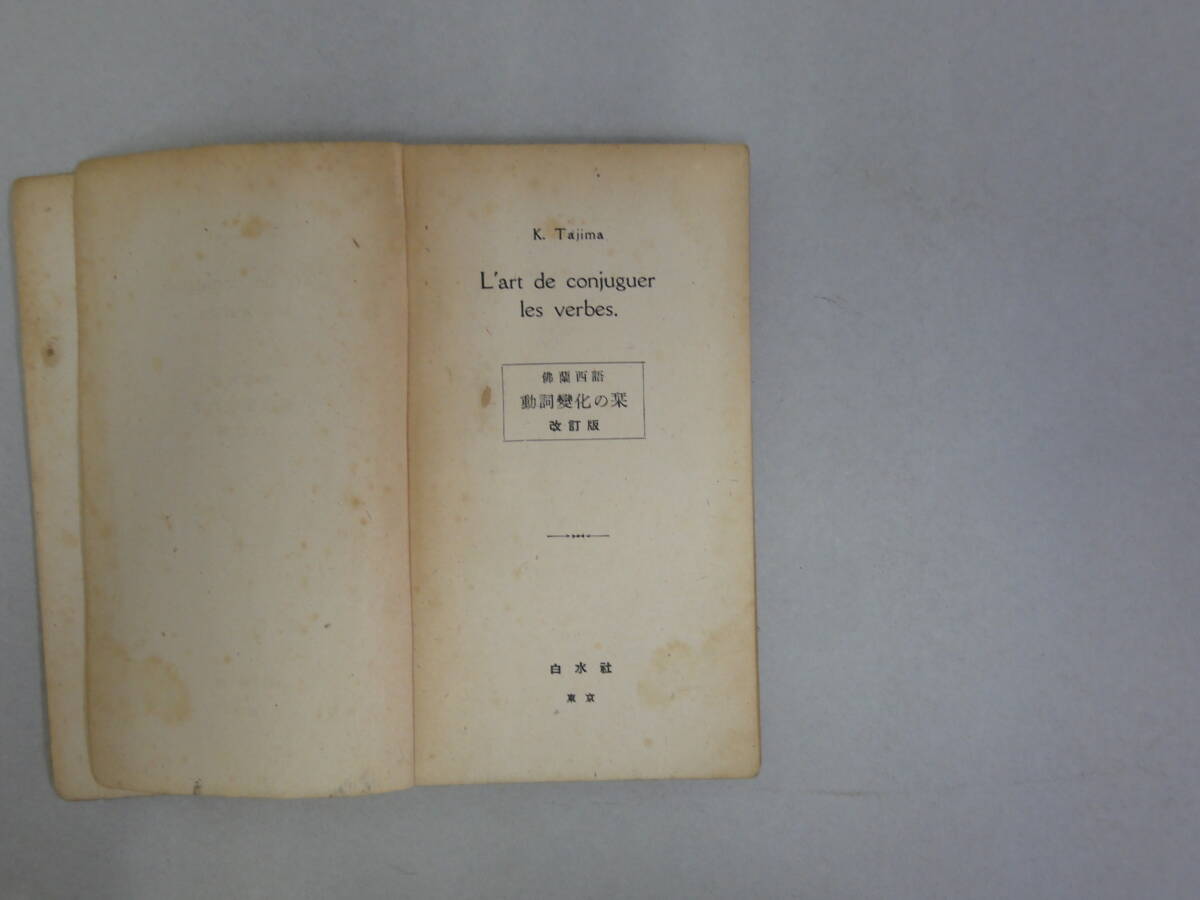 K. Tajima
L'art de conjuguer
les verbes.
佛蘭西語
動詞變化の栞
改訂版
白水社
東京